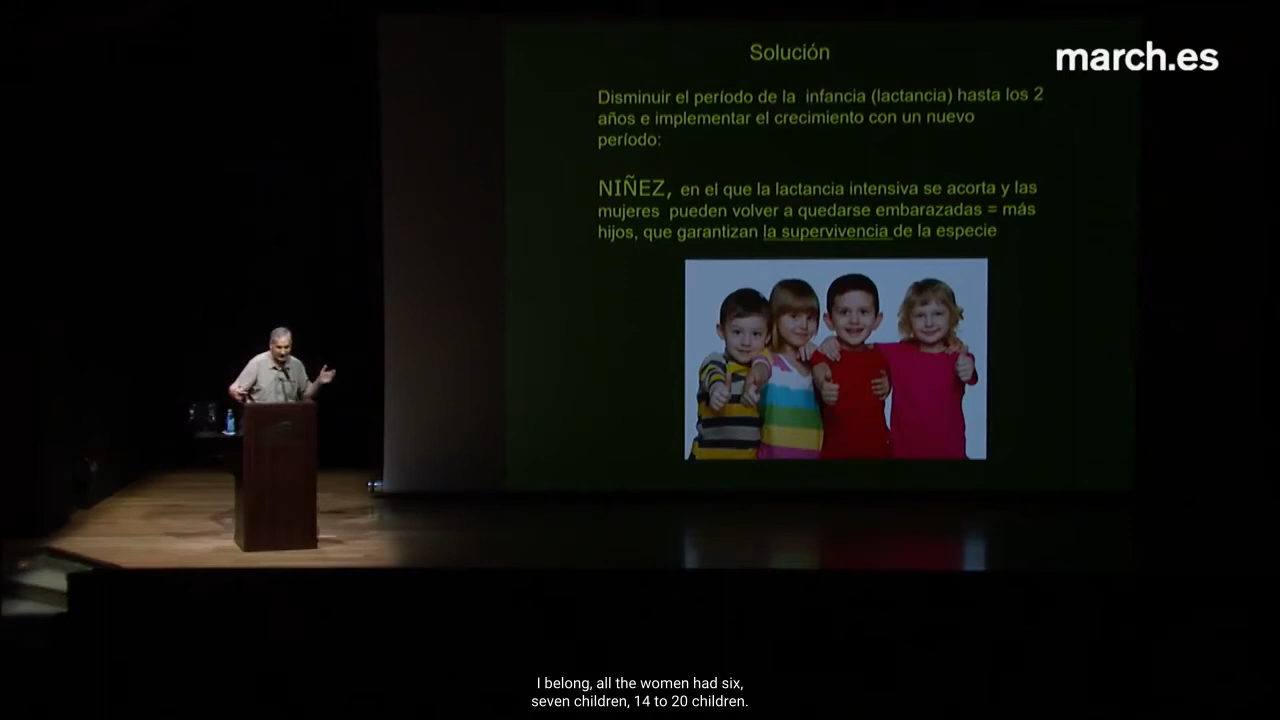 Solución
march.es
Disminuir el período de la infancia (lactancia) hasta los 2
años e implementar el crecimiento con un nuevo
período:
NIÑEZ, en el que la lactancia intensiva se acorta y las
mujeres pueden volver a quedarse embarazadas = más
hijos, que garantizan la supervivencia de la especie
I belong, all the women had six,
seven children, 14 to 20 children.